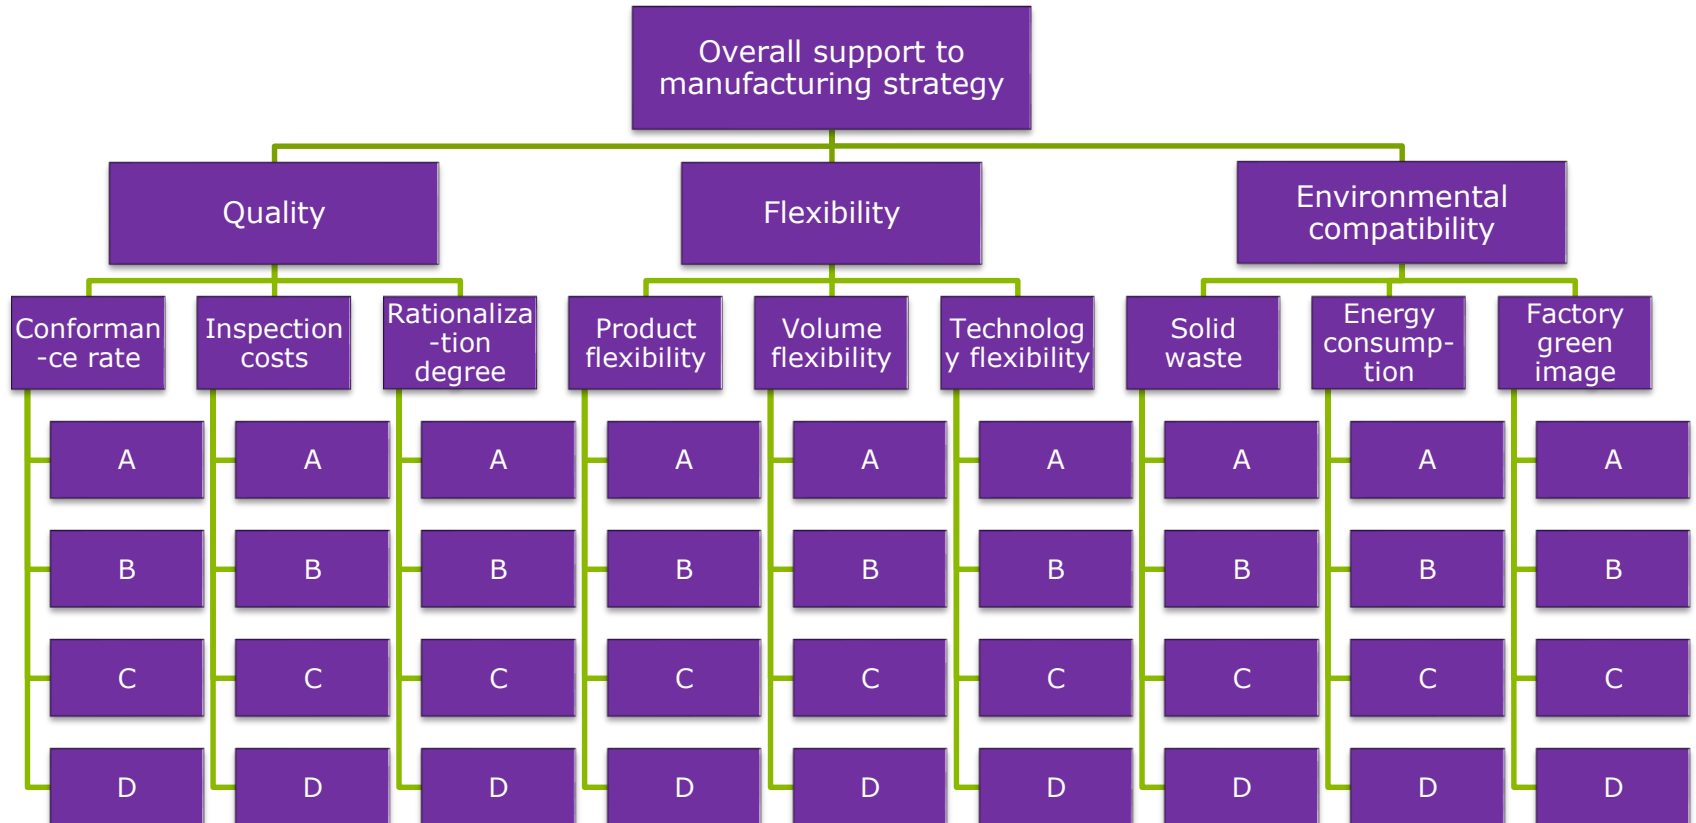 Overall support to
manufacturing strategy
Quality
Flexibility
Environmental
compatibility
Conforman
-ce rate
Inspection
costs
Rationaliza
-tion
degree
Product
flexibility
Volume
flexibility
Technolog
y flexibility
Solid
waste
Energy
consump-
tion
Factory
green
image
A
A
A
A
A
A
A
A
A
B
B
B
B
B
B
B
B
B
C
C
C
C
C
C
C
C
C
D
D
D
D
D
D
D
D
D